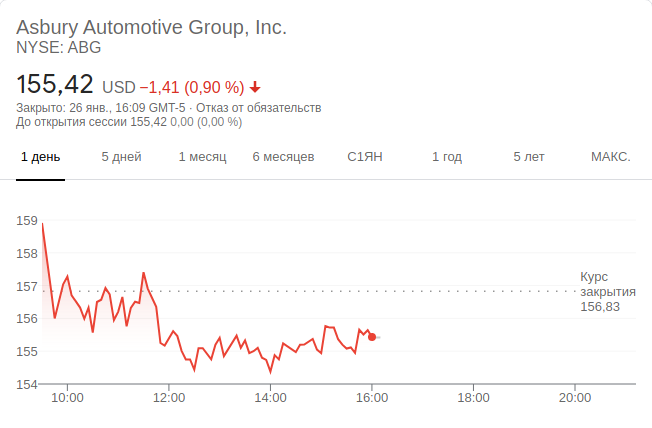 Asbury Automotive Group, Inc.
NYSE: ABG
155,42 USD −1,41 (0,90 %)
Закрыто: 26 янв., 16:09 GMT-5 · Отказ от обязательств
До открытия сессии 155,42 0,00 (0,00 %)
1 день 5 дней 1 месяц 6 месяцев С1ЯН 1 год 5 лет МАКС.
159
158
157
156
155
154
Курс
закрытия
156,83
10:00 12:00 14:00 16:00 18:00 20:00